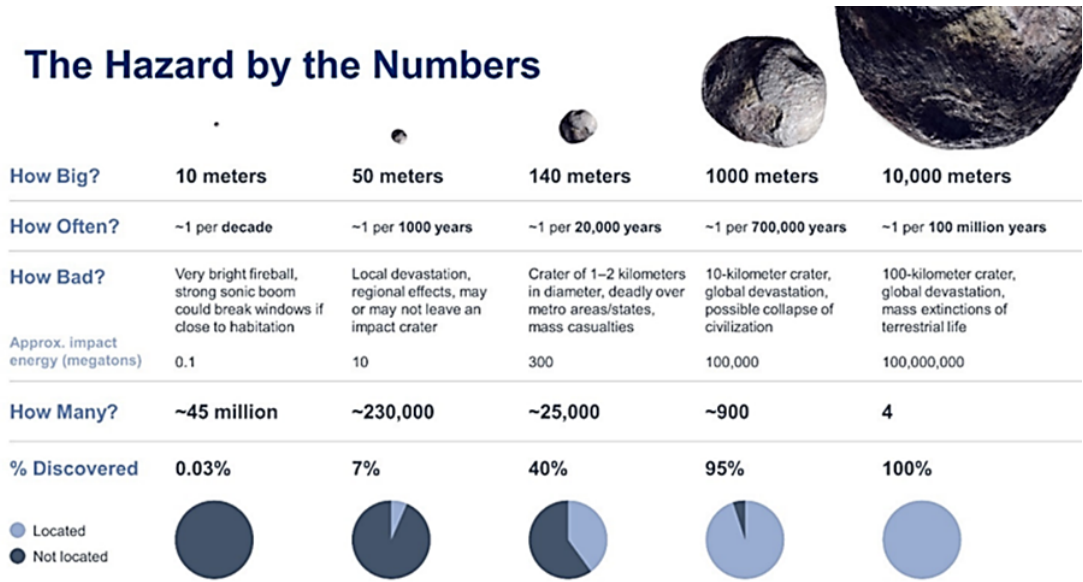 The Hazard by the Numbers
How Big?
10 meters
50 meters
140 meters
1000 meters
10,000 meters
How Often?
~1 per decade
~1 per 1000 years
~1 per 20,000 years
~1 per 700,000 years
~1 per 100 million years
How Bad?
Very bright fireball,
strong sonic boom
could break windows if
close to habitation
Local devastation,
regional effects, may
or may not leave an
impact crater
Crater of 1–2 kilometers
in diameter, deadly over
metro areas/states,
mass casualties
10-kilometer crater,
global devastation,
possible collapse of
civilization
100-kilometer crater,
global devastation,
mass extinctions of
terrestrial life
Approx. impact
energy (megatons)
0.1
10
300
100,000
100,000,000
How Many?
~45 million
~230,000
~25,000
~900
4
% Discovered
0.03%
7%
40%
95%
100%
Located
Not located